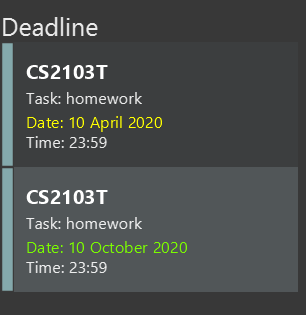 Deadline
CS2103T
Task: homework
Date: 10 April 2020
Time: 23:59
CS2103T
Task: homework
Date: 10 October 2020
Time: 23:59